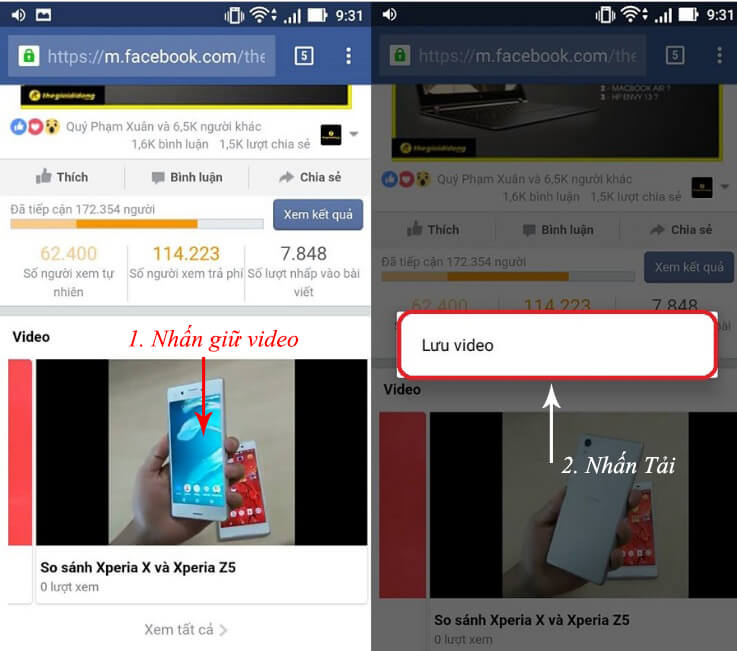 9:31
https://m.facebook.com/the
5
thegioididong
Quý Phạm Xuân và 6,5K người khác
1,6K bình luận 1,5K lượt chia sẻ
Thích Bình luận Chia sẻ
Đã tiếp cận 172.354 người
Xem kết quả
62.400 114.223 7.848
Số người xem tự Số người xem trả phí Số lượt nhấp vào bài
nhiên viết
Video
1. Nhấn giữ video
So sánh Xperia X và Xperia Z5
0 lượt xem
Xem tất cả
9:31
https://m.facebook.com/the
5
2 - MACBOOK AIR ?
3 - HP ENVY 13 ?
thegioididong
Quý Phạm Xuân và 6,5K người khác
1,6K bình luận 1,5K lượt chia sẻ
Thích Bình luận Chia sẻ
Đã tiếp cận 172.354 người
Xem kết quả
62.400 114.223 7.848
Lưu video
Video
2. Nhấn Tải
So sánh Xperia X và Xperia Z5
0 lượt xem